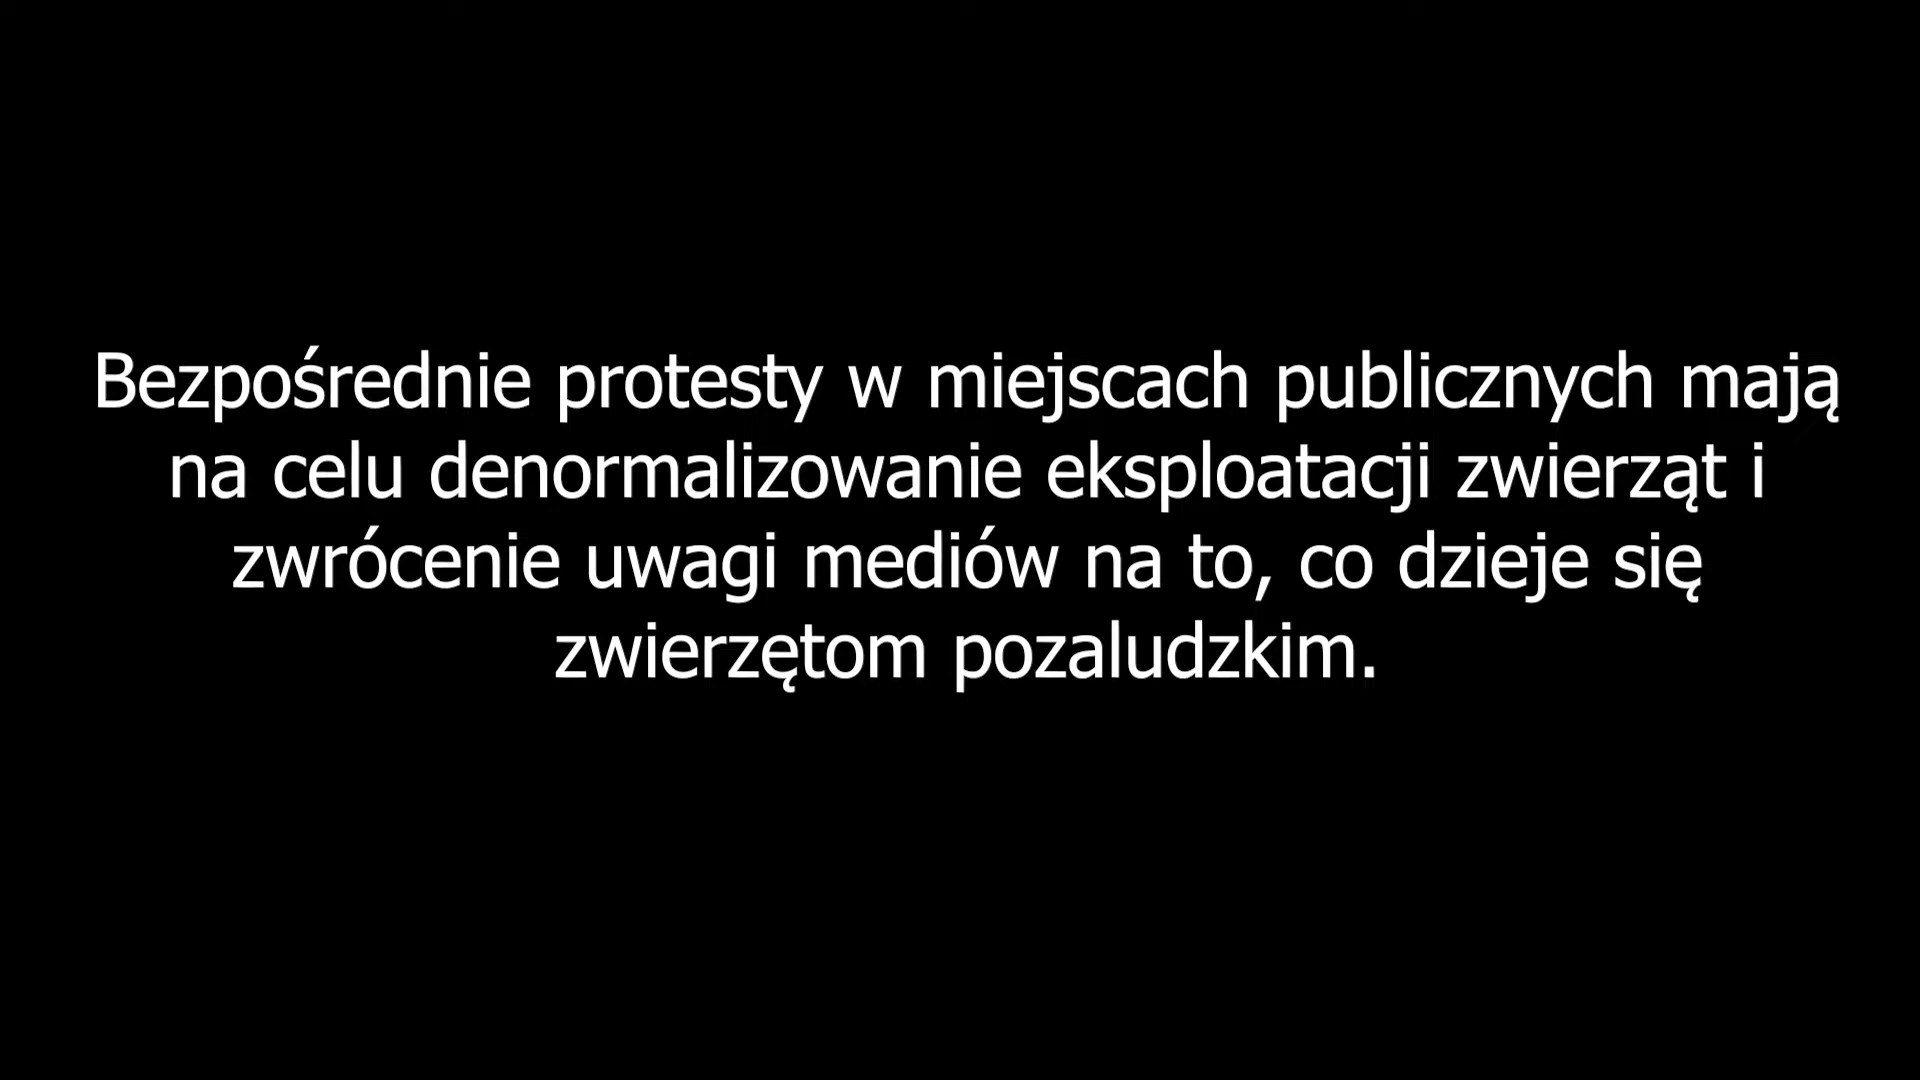 Bezpośrednie protesty w miejscach publicznych mają
na celu denormalizowanie eksploatacji zwierząt i
zwrócenie uwagi mediów na to, co dzieje się
zwierzętom pozaludzkim.